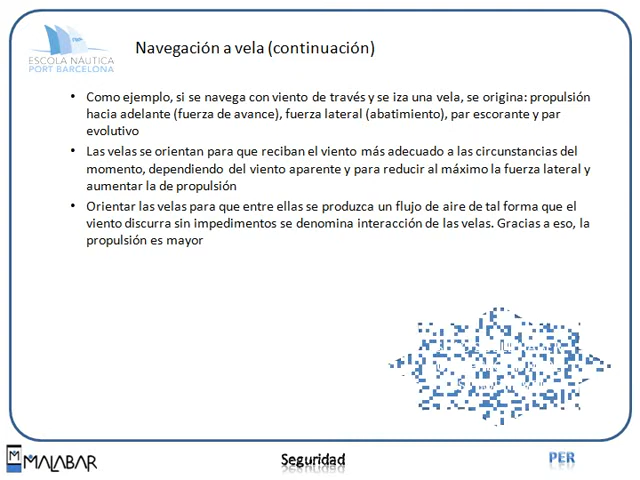 ESCOLA NÁUTICA
PORT BARCELONA
Navegación a vela (continuación)
• Como ejemplo, si se navega con viento de través y se iza una vela, se origina: propulsión
hacia adelante (fuerza de avance), fuerza lateral (abatimiento), par escorante y par
evolutivo
• Las velas se orientan para que reciban el viento más adecuado a las circunstancias del
momento, dependiendo del viento aparente y para reducir al máximo la fuerza lateral y
aumentar la de propulsión
• Orientar las velas para que entre ellas se produzca un flujo de aire de tal forma que el
viento discurra sin impedimentos se denomina interacción de las velas. Gracias a eso, la
propulsión es mayor
MALABAR
Seguridad
PER